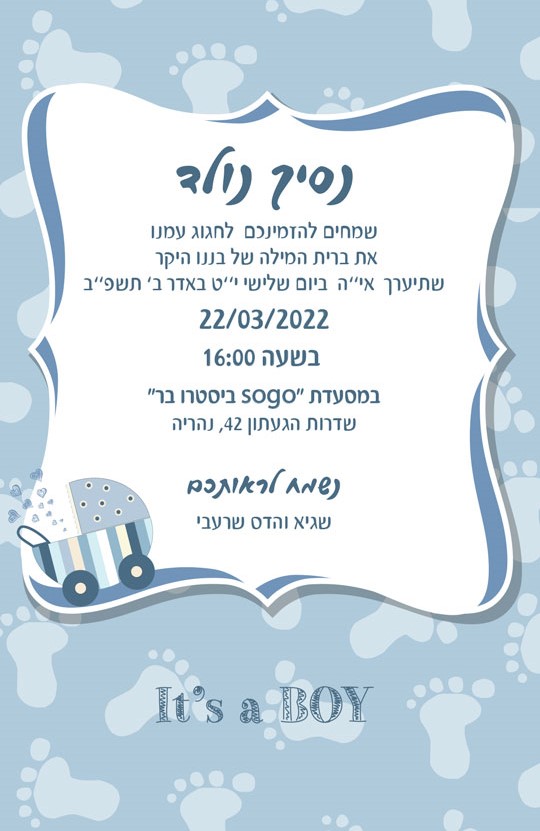 נסיך נולד
שמחים להזמינכם לחגוג עמנו
את ברית המילה של בננו היקר
שתיערך אי''ה ביום שלישי י''ט באדר ב' תשפ''ב
22/03/2022
בשעה 16:00
במסעדת "sogo ביסטרו בר"
שדרות הגעתון 42, נהריה
נשמח לראותכם
שגיא והדס שרעבי
It's a BOY